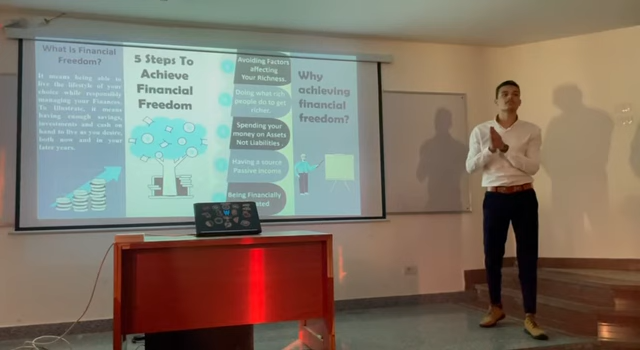 What is Financial
Freedom?
It means being able to
live the lifestyle of your
choice while responsibly
managing your Finances.
To illustrate, it means
having enough savings,
investments and cash on
hand to live as you desire,
both now and in your
later years.
5 Steps To
Achieve
Financial
Freedom
Avoiding Factors
affecting
Your Richness.
Doing what rich
people do to get
richer.
Spending your
money on Assets
Not Liabilities
Having a source
Passive Income
Being Financially
Why
achieving
financial
freedom?